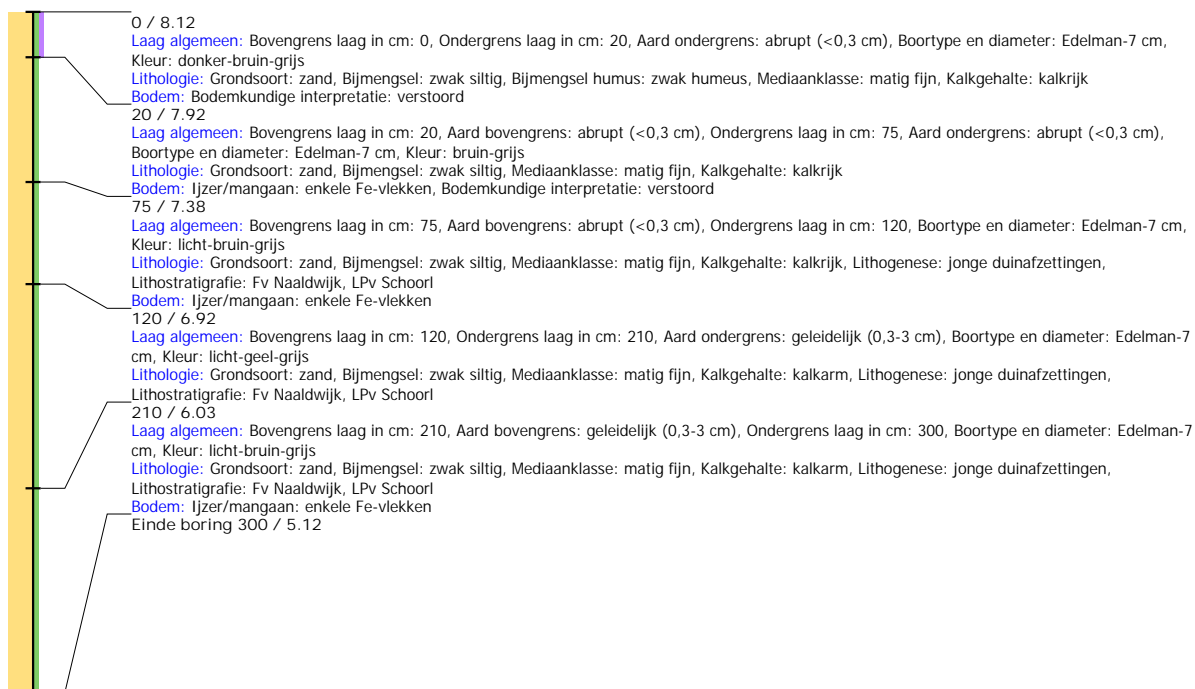 0 / 8.12
Laag algemeen: Bovengrens laag in cm: 0, Ondergrens laag in cm: 20, Aard ondergrens: abrupt (<0,3 cm), Boortype en diameter: Edelman-7 cm,
Kleur: donker-bruin-grijs
Lithologie: Grondsoort: zand, Bijmengsel: zwak siltig, Bijmengsel humus: zwak humeus, Mediaanklasse: matig fijn, Kalkgehalte: kalkrijk
Bodem: Bodemkundige interpretatie: verstoord
20 / 7.92
Laag algemeen: Bovengrens laag in cm: 20, Aard bovengrens: abrupt (<0,3 cm), Ondergrens laag in cm: 75, Aard ondergrens: abrupt (<0,3 cm),
Boortype en diameter: Edelman-7 cm, Kleur: bruin-grijs
Lithologie: Grondsoort: zand, Bijmengsel: zwak siltig, Mediaanklasse: matig fijn, Kalkgehalte: kalkrijk
Bodem: Ijzer/mangaan: enkele Fe-vlekken, Bodemkundige interpretatie: verstoord
75 / 7.38
Laag algemeen: Bovengrens laag in cm: 75, Aard bovengrens: abrupt (<0,3 cm), Ondergrens laag in cm: 120, Boortype en diameter: Edelman-7 cm,
Kleur: licht-bruin-grijs
Lithologie: Grondsoort: zand, Bijmengsel: zwak siltig, Mediaanklasse: matig fijn, Kalkgehalte: kalkrijk, Lithogenese: jonge duinafzettingen,
Lithostratigrafie: Fv Naaldwijk, LPv Schoorl
Bodem: Ijzer/mangaan: enkele Fe-vlekken
120 / 6.92
Laag algemeen: Bovengrens laag in cm: 120, Ondergrens laag in cm: 210, Aard ondergrens: geleidelijk (0,3-3 cm), Boortype en diameter: Edelman-7
cm, Kleur: licht-geel-grijs
Lithologie: Grondsoort: zand, Bijmengsel: zwak siltig, Mediaanklasse: matig fijn, Kalkgehalte: kalkarm, Lithogenese: jonge duinafzettingen,
Lithostratigrafie: Fv Naaldwijk, LPv Schoorl
210 / 6.03
Laag algemeen: Bovengrens laag in cm: 210, Aard bovengrens: geleidelijk (0,3-3 cm), Ondergrens laag in cm: 300, Boortype en diameter: Edelman-7
cm, Kleur: licht-bruin-grijs
Lithologie: Grondsoort: zand, Bijmengsel: zwak siltig, Mediaanklasse: matig fijn, Kalkgehalte: kalkarm, Lithogenese: jonge duinafzettingen,
Lithostratigrafie: Fv Naaldwijk, LPv Schoorl
Bodem: Ijzer/mangaan: enkele Fe-vlekken
Einde boring 300 / 5.12